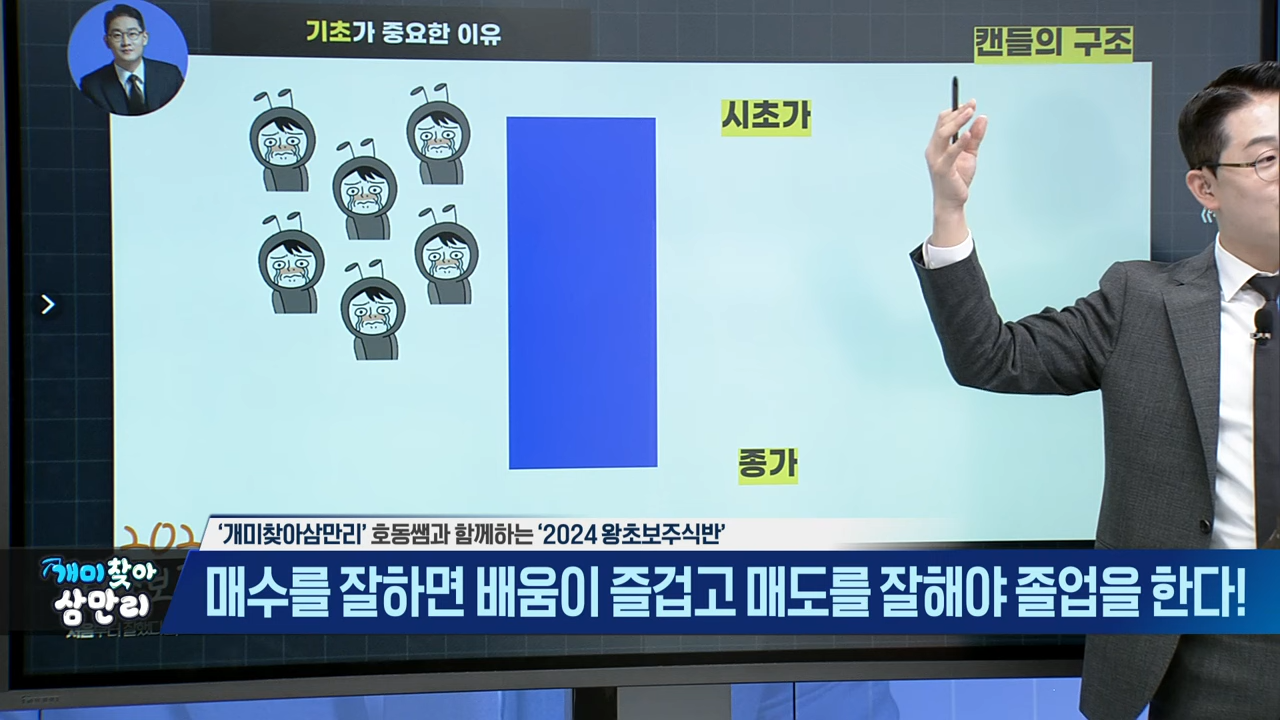 기초가 중요한 이유
캔들의 구조
시초가
종가
202
'개미찾아삼만리' 호동쌤과 함께하는 '2024 왕초보주식반'
개미찾아
삼만리
매수를 잘하면 배움이 즐겁고 매도를 잘해야 졸업을 한다!